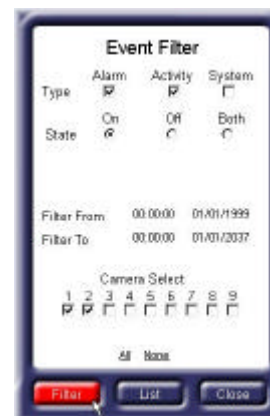 Event Filter
Alarm Activity System
Type
On Off Both
State
Filter From 00:00:00 01/01/1999
Filter To 00:00:00 01/01/2037
Camera Select
1 2 3 4 5 6 7 8 9
All None
Filter List Close